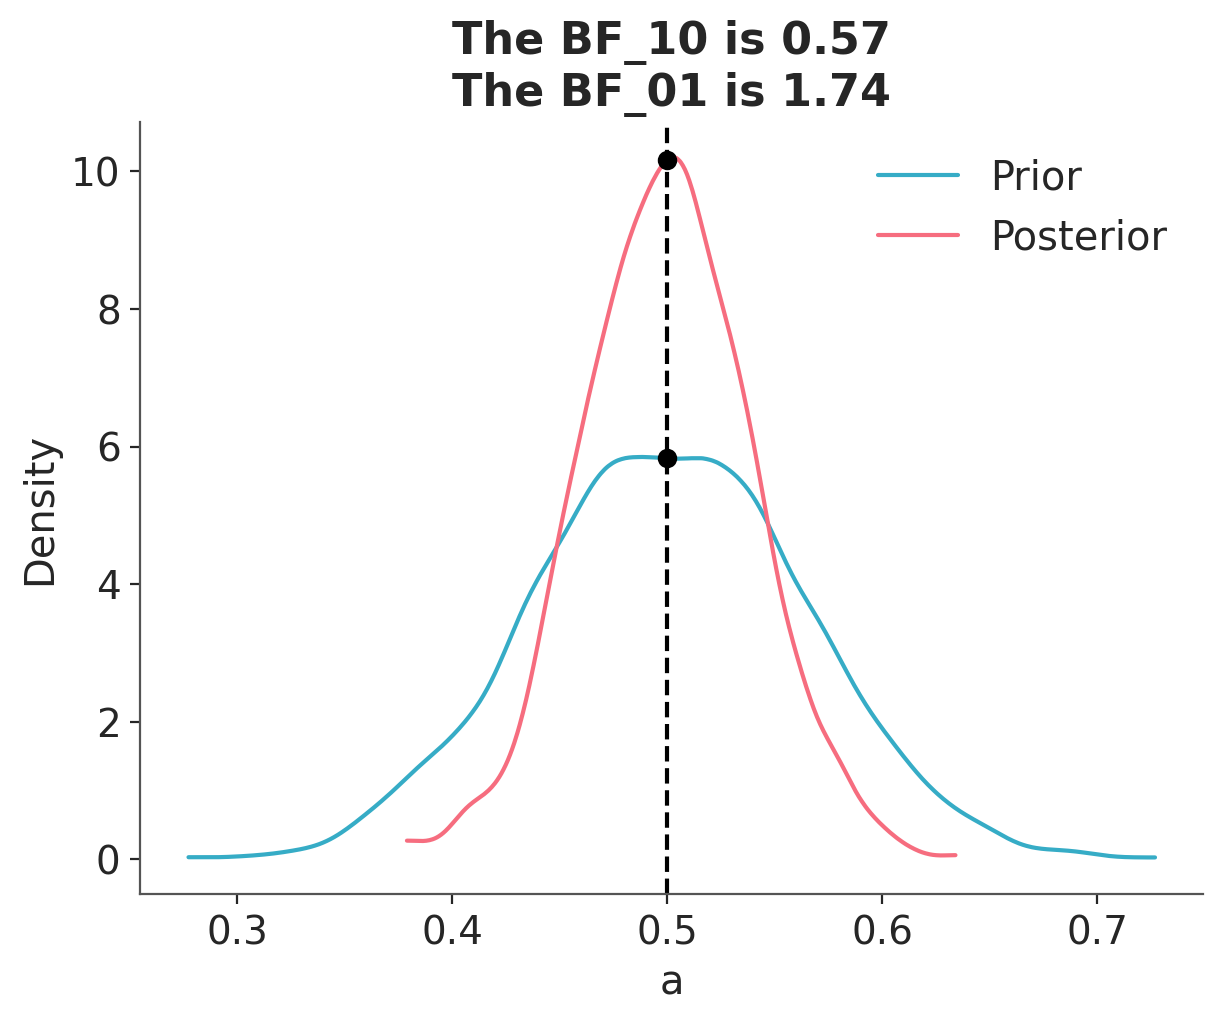 The BF_10 is 0.57
The BF_01 is 1.74
10
8
6
4
2
0
Density
Prior
Posterior
0.3 0.4 0.5 0.6 0.7
a